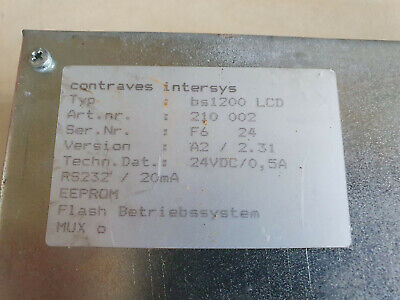 contraves intersys
Typ : bs1200 LCD
Art.nr. : 210 002
Ser.Nr. : F6 24
Version : A2 / 2.31
Techn.Dat.: 24VDC/0,5A
RS232 / 20mA
EEPROM
Flash Betriebssystem
MUX o